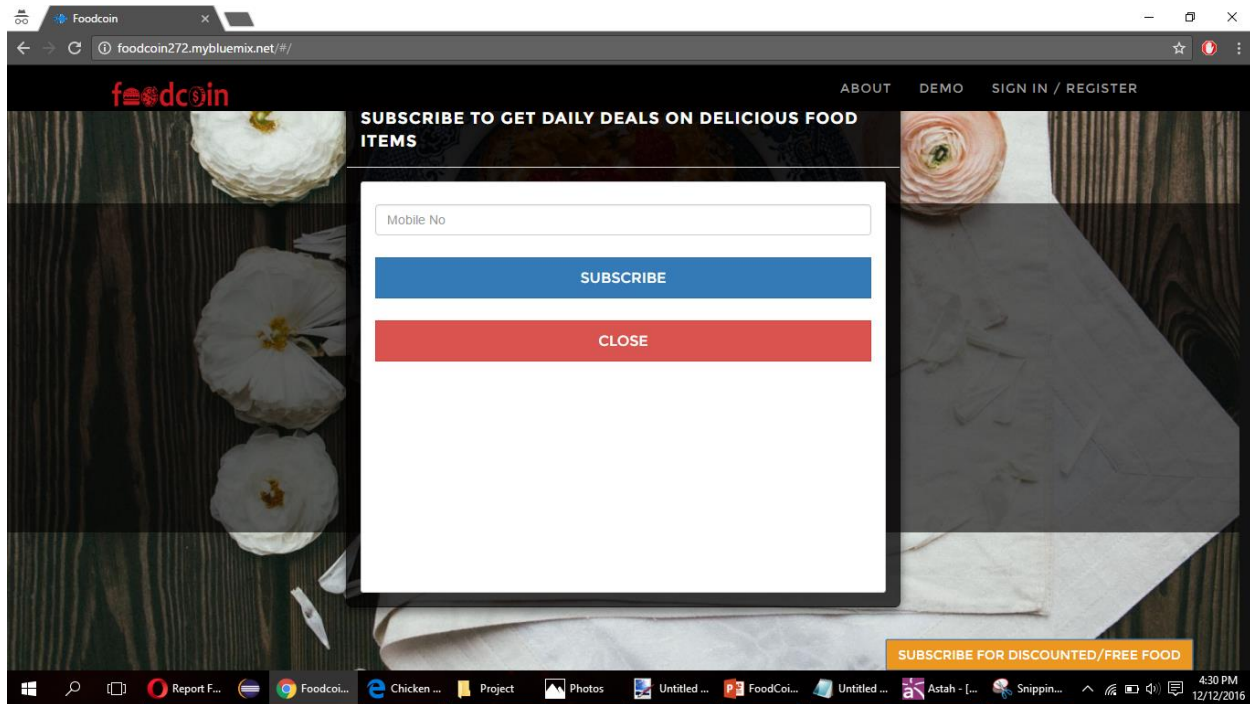 Foodcoin
foodcoin272.mybluemix.net/#/
foodcoin
ABOUT DEMO SIGN IN / REGISTER
SUBSCRIBE TO GET DAILY DEALS ON DELICIOUS FOOD
ITEMS
Mobile No
SUBSCRIBE
CLOSE
SUBSCRIBE FOR DISCOUNTED/FREE FOOD
Report F... Foodcoi... Chicken ... Project Photos Untitled ... FoodCoi... Untitled ... Astah - [... Snippin... 4:30 PM
12/12/2016